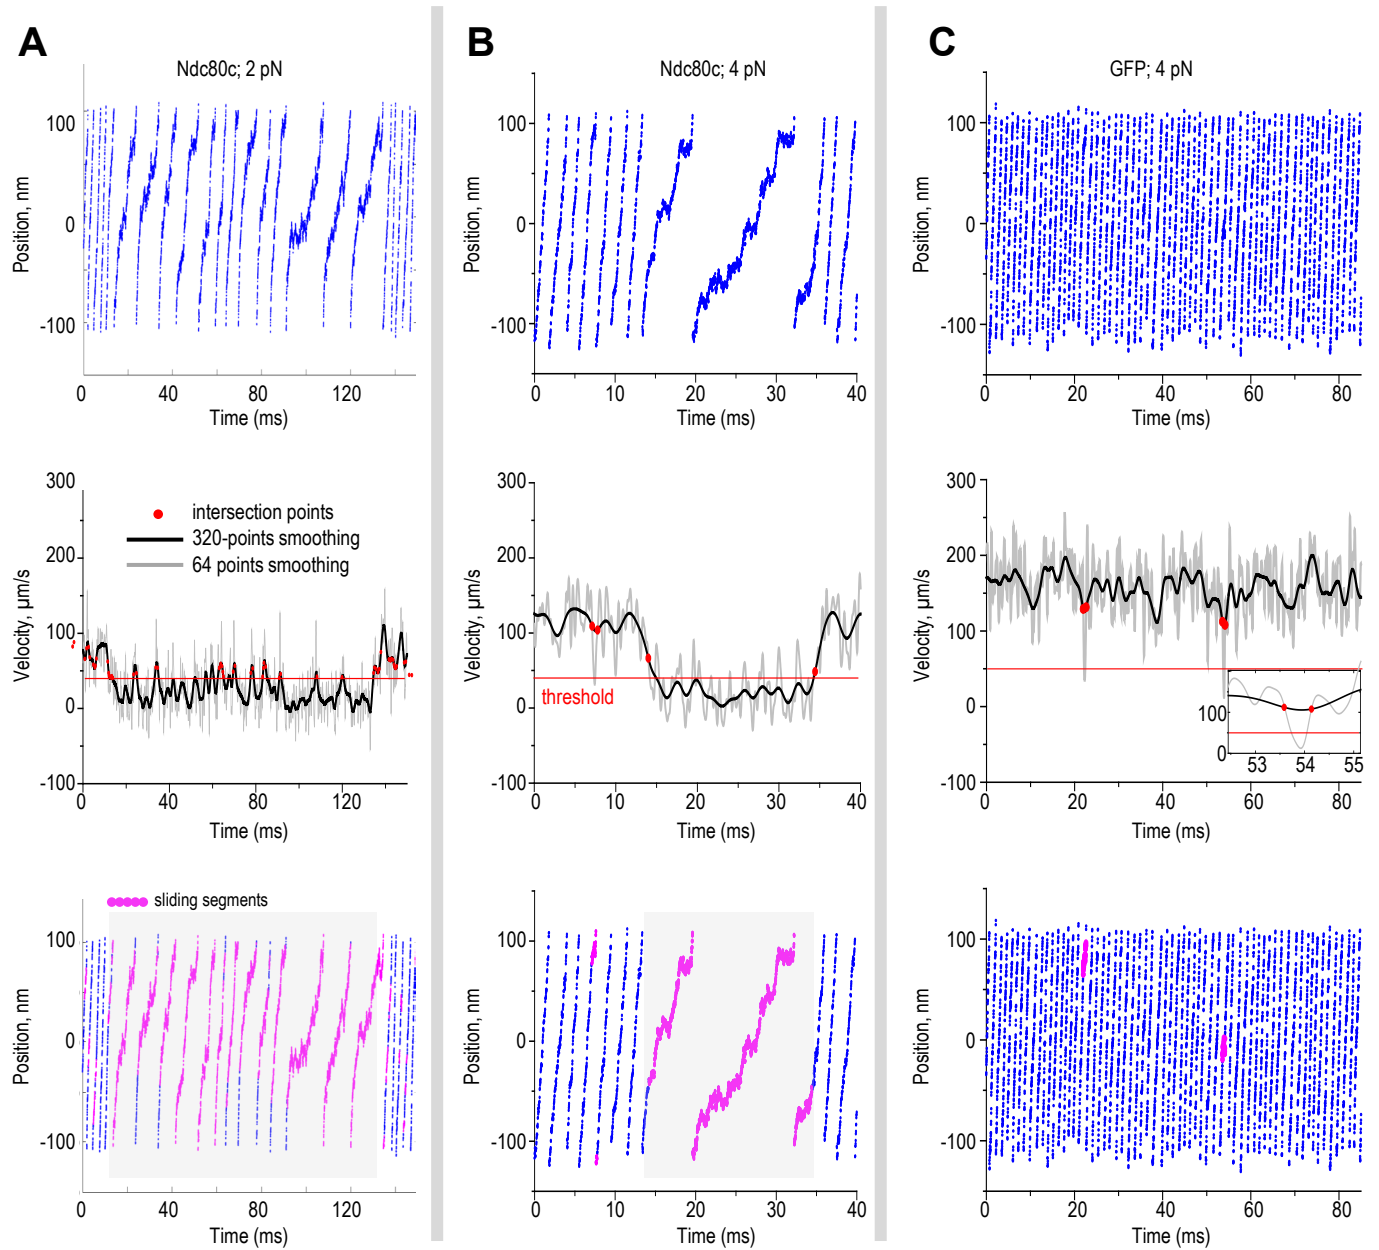 A
Ndc80c; 2 pN
Position, nm
100
0
-100
0
40
80
120
Time (ms)
300
200
100
0
-100
Velocity, μm/s
intersection points
320-points smoothing
64 points smoothing
0
40
80
120
Time (ms)
sliding segments
Position, nm
100
0
-100
0
40
80
120
Time (ms)
B
Ndc80c; 4 pN
Position, nm
100
0
-100
0
10
20
30
40
Time (ms)
300
200
100
0
-100
Velocity, μm/s
threshold
0
10
20
30
40
Time (ms)
Position, nm
100
0
-100
0
10
20
30
40
Time (ms)
C
GFP; 4 pN
Position, nm
100
0
-100
0
20
40
60
80
Time (ms)
300
200
100
0
-100
Velocity, μm/s
100
0
53
54
55
0
20
40
60
80
Time (ms)
Position, nm
100
0
-100
0
20
40
60
80
Time (ms)